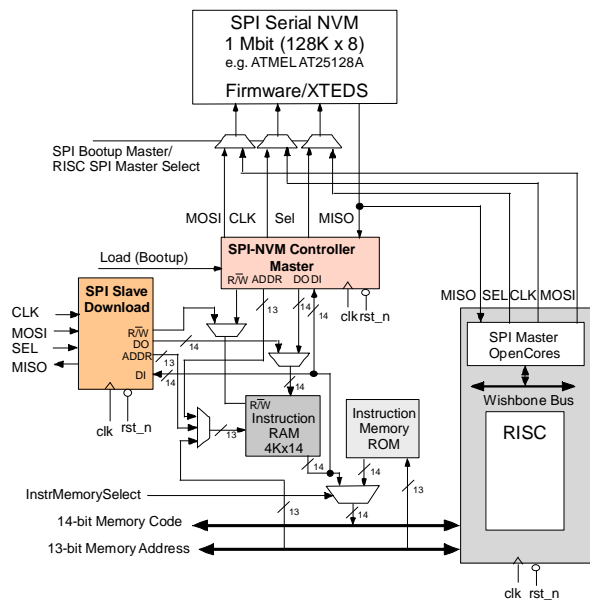 SPI Serial NVM
1 Mbit (128K x 8)
e.g. ATMEL AT25128A
Firmware/XTEDS
SPI Bootup Master/
RISC SPI Master Select
MOSI CLK Sel MISO
Load (Bootup)
SPI-NVM Controller
Master
R/W ADDR DO DI
13
14
14
clk rst_n
SPI Slave
Download
CLK
MOSI
SEL
MISO
R/W
DO
ADDR
DI
14
13
14
clk rst_n
MISO SEL CLK MOSI
SPI Master
OpenCores
Wishbone Bus
RISC
14
R/W
Instruction
RAM
4Kx14
13
14
Instruction
Memory
ROM
14
13
InstrMemorySelect
14
13
14-bit Memory Code
13-bit Memory Address
clk rst_n